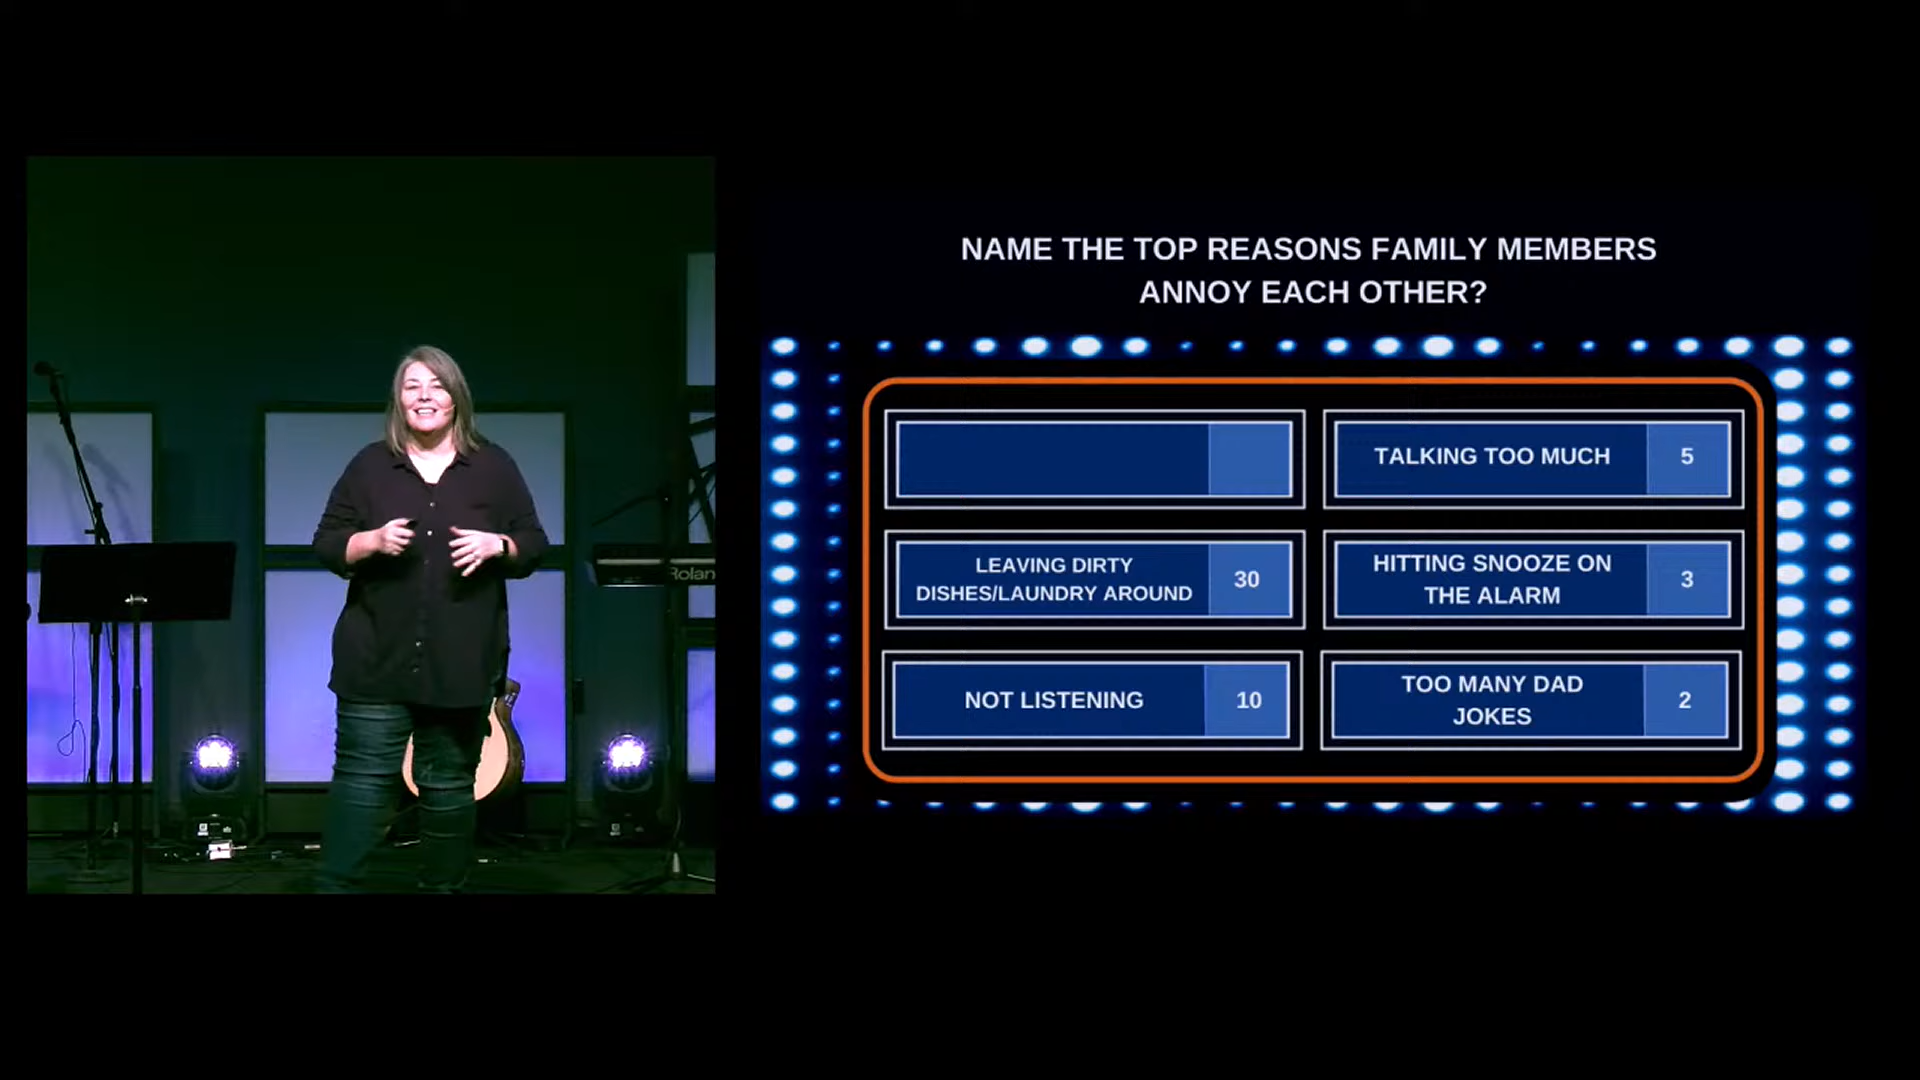 NAME THE TOP REASONS FAMILY MEMBERS
ANNOY EACH OTHER?
TALKING TOO MUCH 5
LEAVING DIRTY
DISHES/LAUNDRY AROUND 30
HITTING SNOOZE ON
THE ALARM 3
NOT LISTENING 10
TOO MANY DAD
JOKES 2
Roland